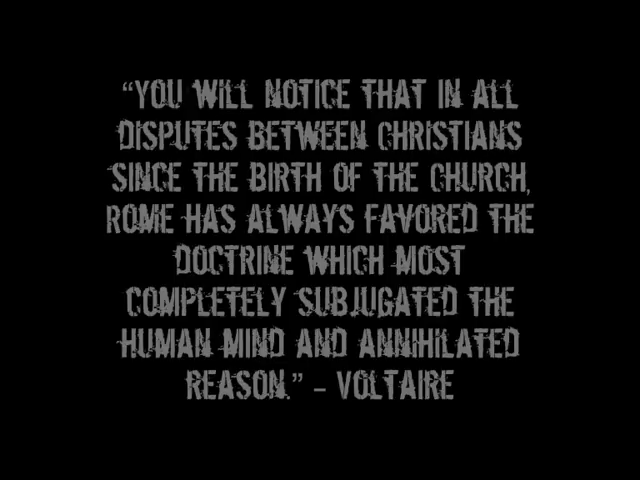 “YOU WILL NOTICE THAT IN ALL
DISPUTES BETWEEN CHRISTIANS
SINCE THE BIRTH OF THE CHURCH,
ROME HAS ALWAYS FAVORED THE
DOCTRINE WHICH MOST
COMPLETELY SUBJUGATED THE
HUMAN MIND AND ANNIHILATED
REASON.” – VOLTAIRE